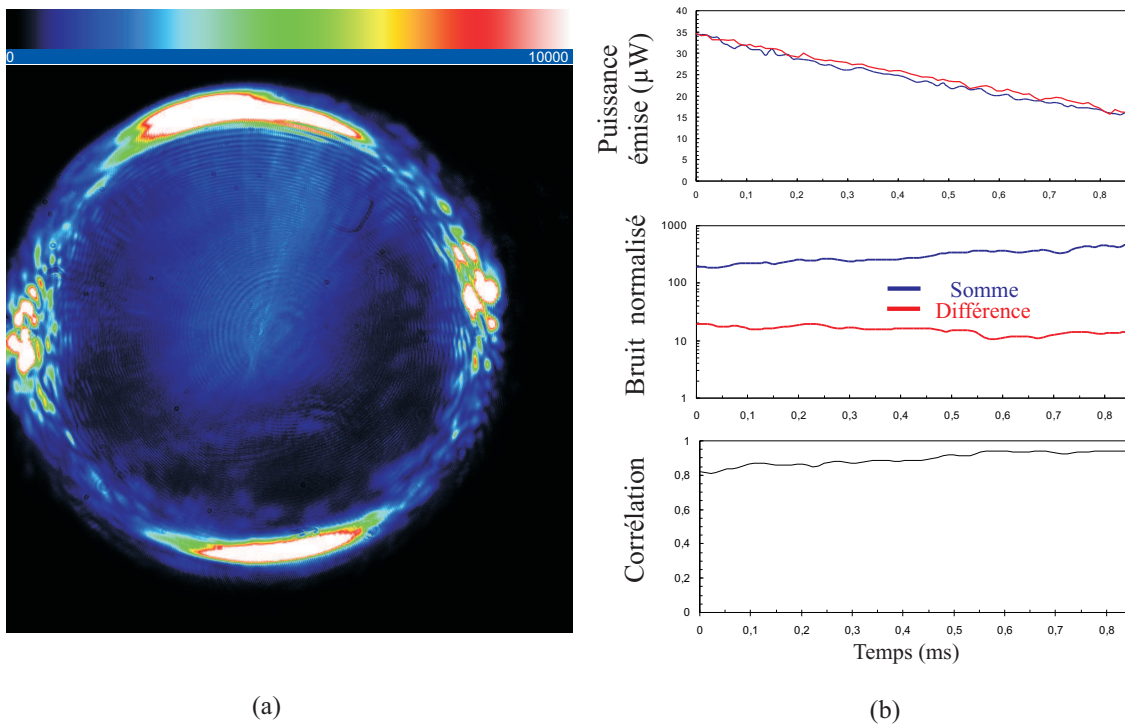 0 10000
(a)
Puissance
émise (µW)
40
35
30
25
20
15
10
5
0
0 0,1 0,2 0,3 0,4 0,5 0,6 0,7 0,8
Bruit normalisé
1000
100
10
1
Somme
Différence
0 0,1 0,2 0,3 0,4 0,5 0,6 0,7 0,8
Corrélation
1
0,8
0,6
0,4
0,2
0
0 0,1 0,2 0,3 0,4 0,5 0,6 0,7 0,8
Temps (ms)
(b)